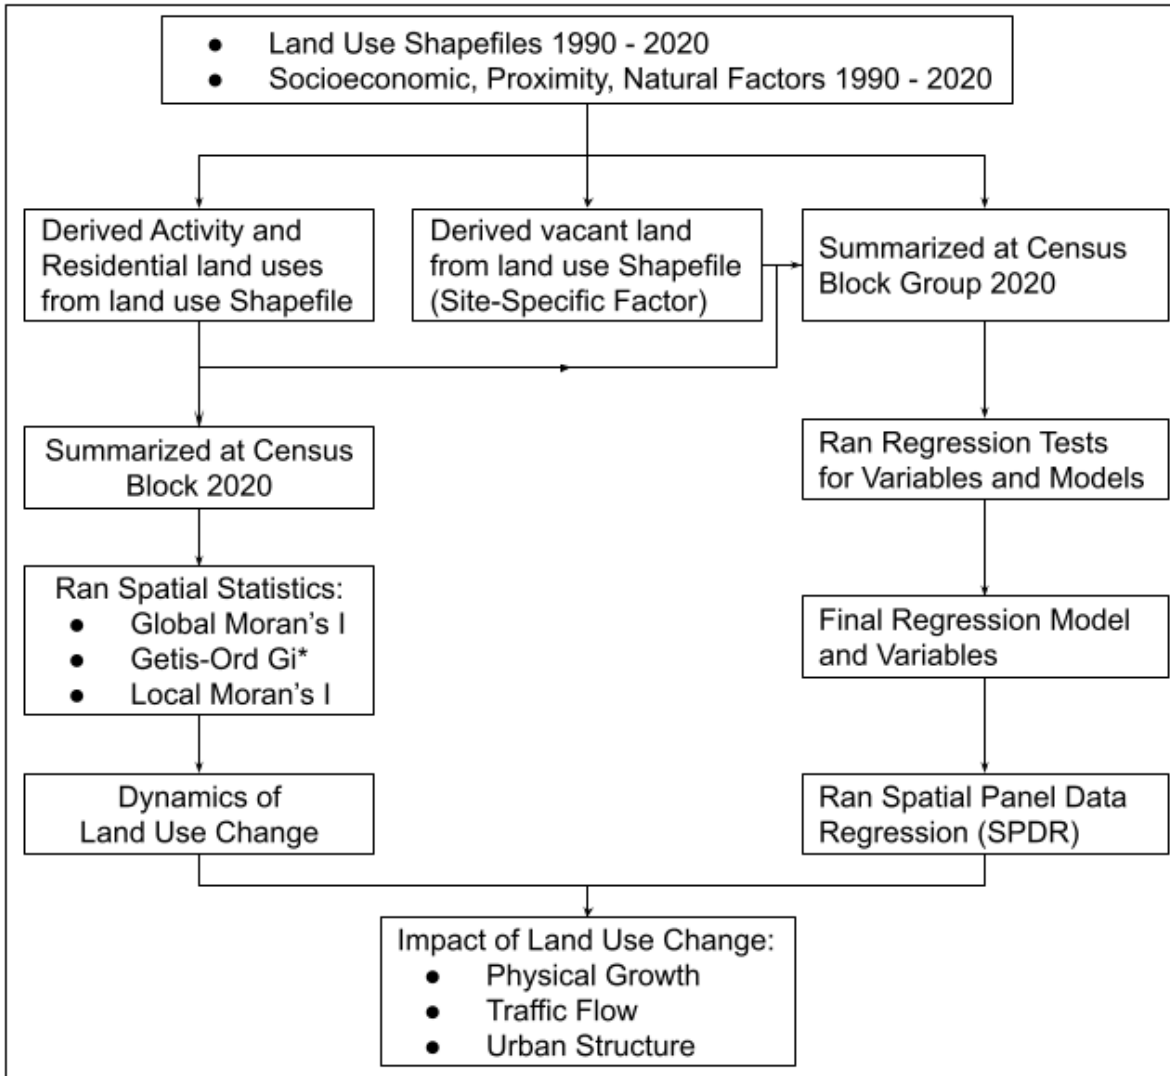 ● Land Use Shapefiles 1990 - 2020
● Socioeconomic, Proximity, Natural Factors 1990 - 2020
Derived Activity and
Residential land uses
from land use Shapefile
Derived vacant land
from land use Shapefile
(Site-Specific Factor)
Summarized at Census
Block Group 2020
Summarized at Census
Block 2020
Ran Regression Tests
for Variables and Models
Ran Spatial Statistics:
● Global Moran's I
● Getis-Ord Gi*
● Local Moran's I
Final Regression Model
and Variables
Dynamics of
Land Use Change
Ran Spatial Panel Data
Regression (SPDR)
Impact of Land Use Change:
● Physical Growth
● Traffic Flow
● Urban Structure